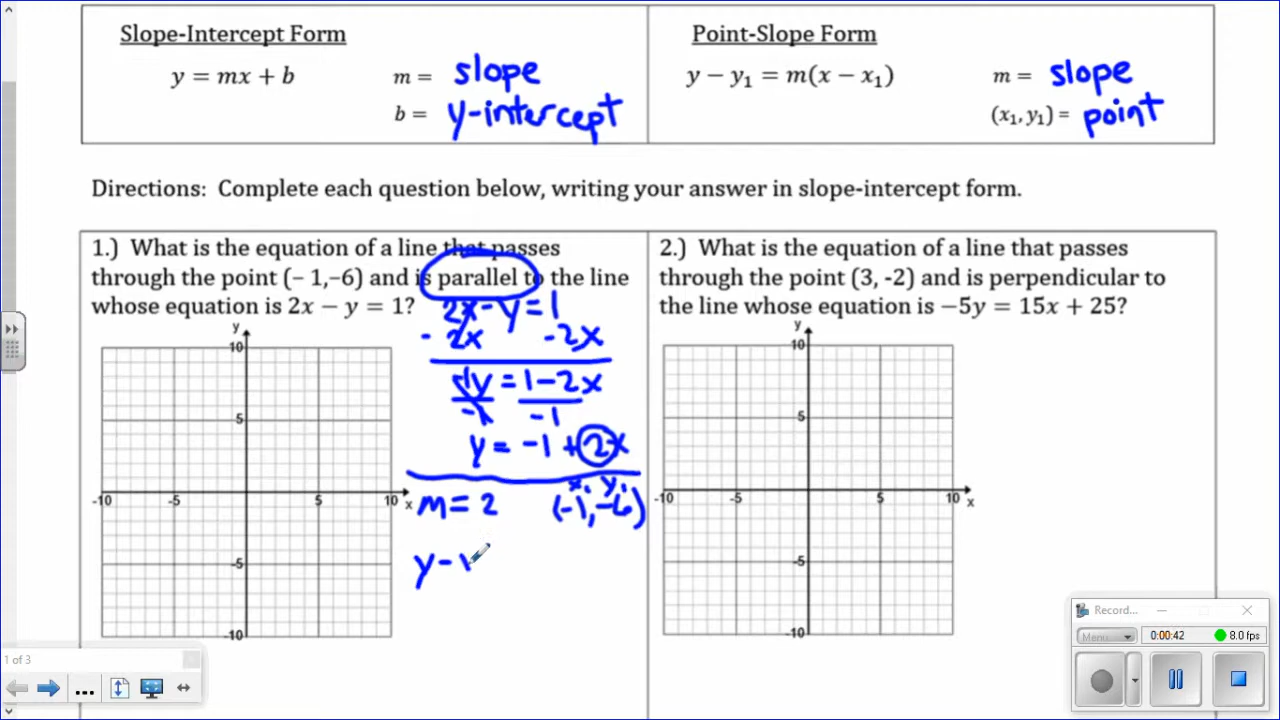 Slope-Intercept Form
y = mx + b
m = slope
b = y-intercept
Point-Slope Form
y − y₁ = m(x − x₁)
m = slope
(x₁, y₁) = point
Directions: Complete each question below, writing your answer in slope-intercept form.
1.) What is the equation of a line that passes
through the point (− 1,−6) and is parallel to the line
whose equation is 2x − y = 1?
2x - y = 1
- 2x -2x
-1y = 1 - 2x
-1 -1
y = -1 + 2x
m = 2 (-1, -6)
x₁ y₁
y -
y
10
5
-10 -5 5 10 x
-5
-10
2.) What is the equation of a line that passes
through the point (3, -2) and is perpendicular to
the line whose equation is −5y = 15x + 25?
y
10
5
-10 -5 5 10 x
-5
-10
1 of 3
...
Record...
Menu
0:00:42
8.0 fps